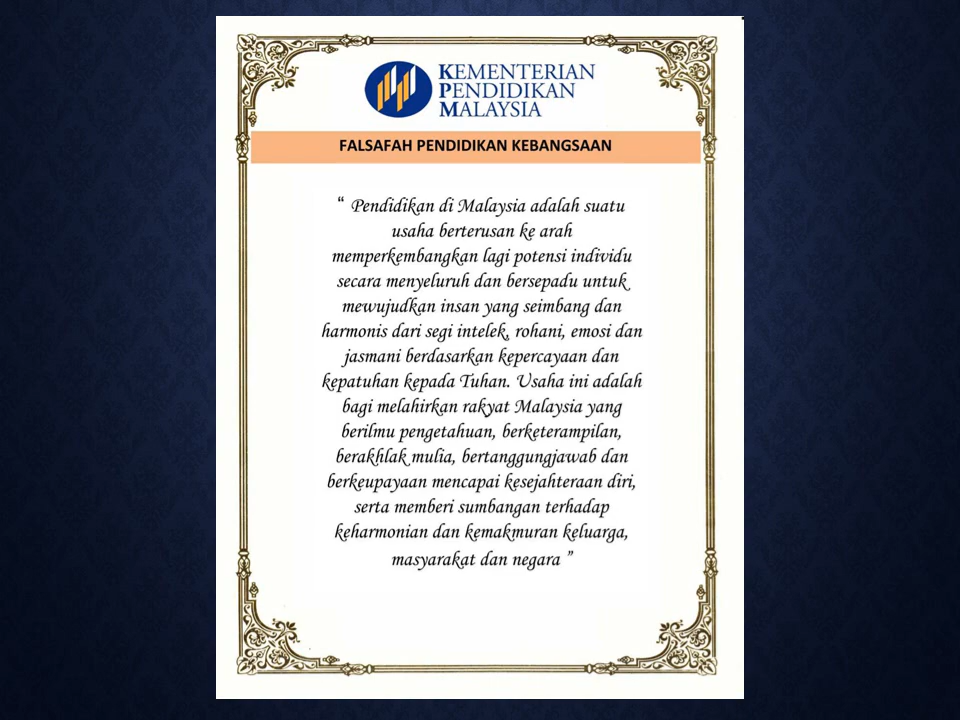 KEMENTERIAN
PENDIDIKAN
MALAYSIA
FALSAFAH PENDIDIKAN KEBANGSAAN
“ Pendidikan di Malaysia adalah suatu
usaha berterusan ke arah
memperkembangkan lagi potensi individu
secara menyeluruh dan bersepadu untuk
mewujudkan insan yang seimbang dan
harmonis dari segi intelek, rohani, emosi dan
jasmani berdasarkan kepercayaan dan
kepatuhan kepada Tuhan. Usaha ini adalah
bagi melahirkan rakyat Malaysia yang
berilmu pengetahuan, berketerampilan,
berakhlak mulia, bertanggungjawab dan
berkeupayaan mencapai kesejahteraan diri,
serta memberi sumbangan terhadap
keharmonian dan kemakmuran keluarga,
masyarakat dan negara ”